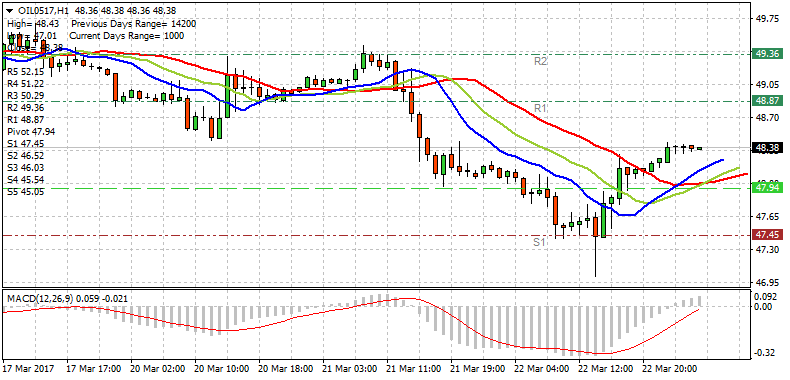 OIL0517,H1 48.36 48.38 48.36 48.38
High= 48.43 Previous Days Range= 14200
Low= 47.01 Current Days Range= 1000
Close= 48.38
R5 52.15
R4 51.22
R3 50.29
R2 49.36
R1 48.87
Pivot 47.94
S1 47.45
S2 46.52
S3 46.03
S4 45.54
S5 45.05
R2
R1
S1
49.75
49.36
49.05
48.87
48.70
48.38
47.94
47.65
47.45
46.95
MACD(12,26,9) 0.059 -0.021
0.092
0.00
-0.32
17 Mar 2017
17 Mar 17:00
20 Mar 02:00
20 Mar 10:00
20 Mar 18:00
21 Mar 03:00
21 Mar 11:00
21 Mar 19:00
22 Mar 04:00
22 Mar 12:00
22 Mar 20:00